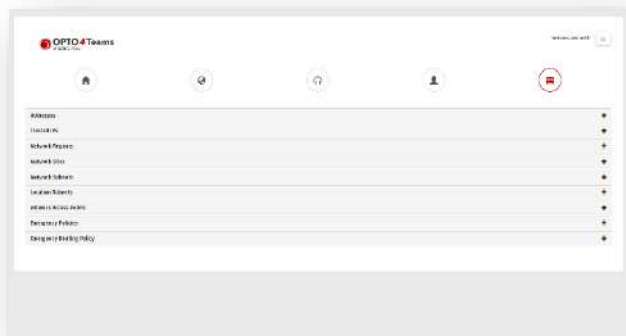 OPTO4Teams
Addresses
Trusted IPs
Network Regions
Network Sites
Network Subnets
Location Subnets
Wireless Access Points
Emergency Policies
Emergency Routing Policy